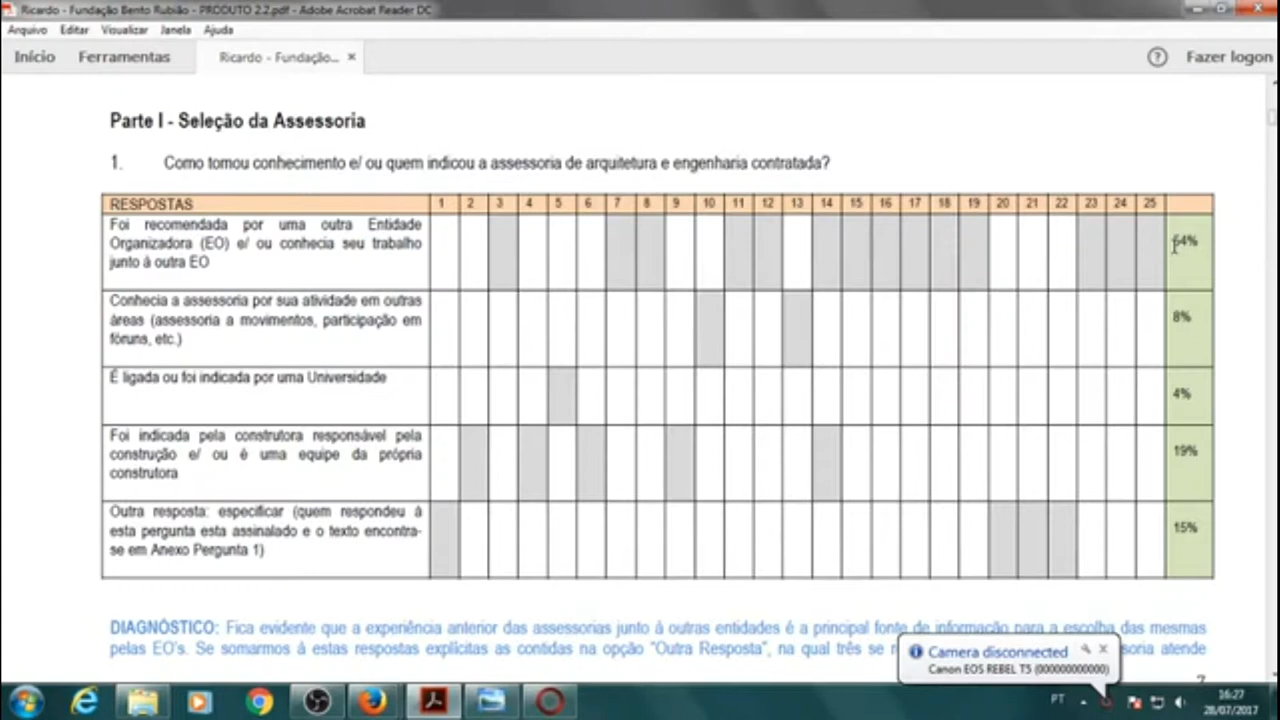 Ricardo - Fundação Bento Rubião - PRODUTO 2.2.pdf - Adobe Acrobat Reader DC
Arquivo Editar Visualizar Janela Ajuda
Início Ferramentas Ricardo - Fundação... × ? Fazer logon
Parte I - Seleção da Assessoria
1. Como tomou conhecimento e/ ou quem indicou a assessoria de arquitetura e engenharia contratada?
RESPOSTAS 1 2 3 4 5 6 7 8 9 10 11 12 13 14 15 16 17 18 19 20 21 22 23 24 25
Foi recomendada por uma outra Entidade
Organizadora (EO) e/ ou conhecia seu trabalho
junto à outra EO
54%
Conhecia a assessoria por sua atividade em outras
áreas (assessoria a movimentos, participação em
fóruns, etc.)
8%
É ligada ou foi indicada por uma Universidade
4%
Foi indicada pela construtora responsável pela
construção e/ ou é uma equipe da própria
construtora
19%
Outra resposta: especificar (quem respondeu à
esta pergunta esta assinalado e o texto encontra-
se em Anexo Pergunta 1)
15%
DIAGNÓSTICO: Fica evidente que a experiência anterior das assessorias junto à outras entidades é a principal fonte de informação para a escolha das mesmas
pelas EO's. Se somarmos à estas respostas explícitas as contidas na opção "Outra Resposta", na qual três se atende
Camera disconnected
Canon EOS REBEL T5 (000000000000)
PT
16:27
28/07/2017